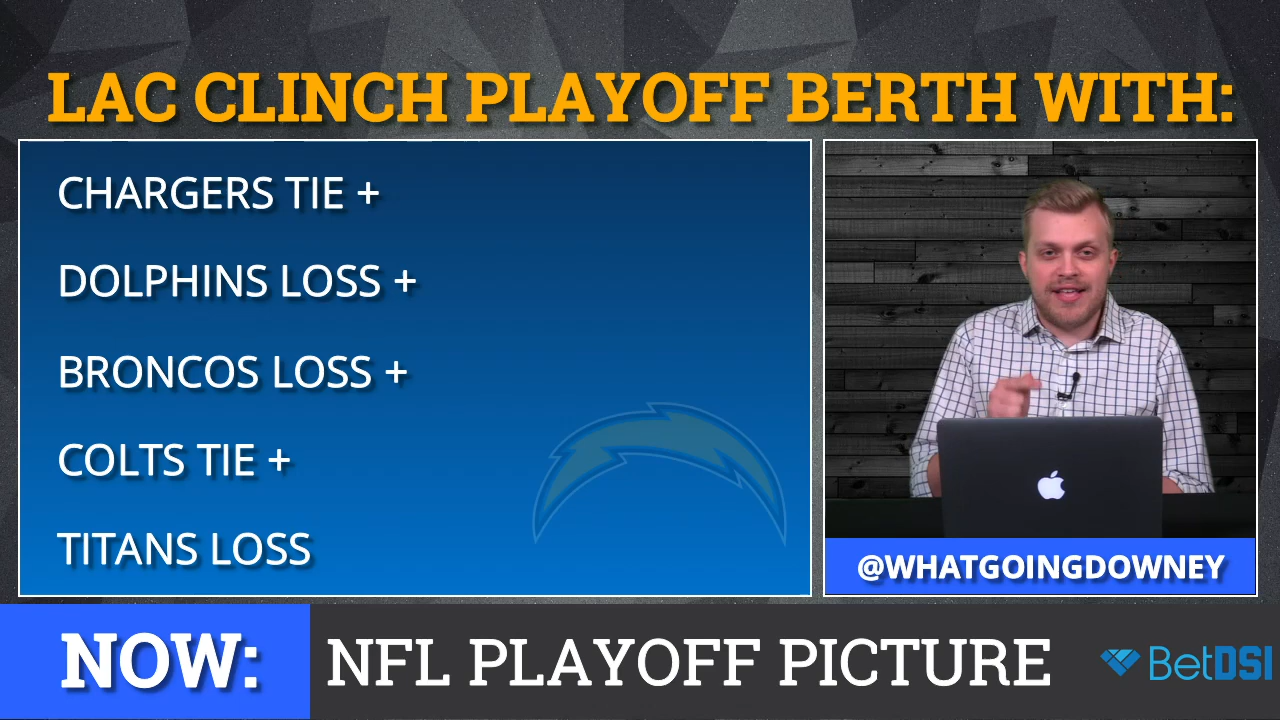 LAC CLINCH PLAYOFF BERTH WITH:
CHARGERS TIE +
DOLPHINS LOSS +
BRONCOS LOSS +
COLTS TIE +
TITANS LOSS
@WHATGOINGDOWNEY
NOW:
NFL PLAYOFF PICTURE
BetDSI